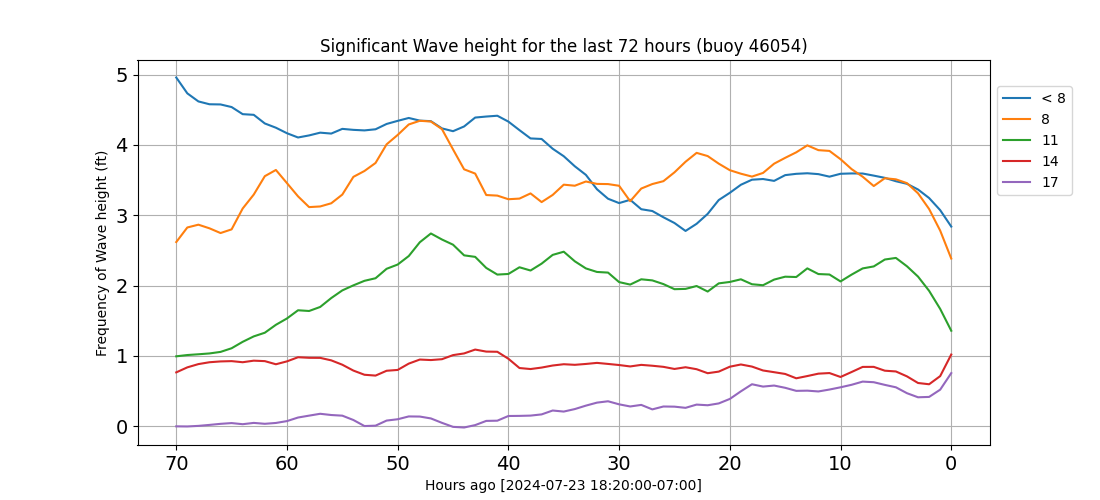 Significant Wave height for the last 72 hours (buoy 46054)
Frequency of Wave height (ft)
5
4
3
2
1
0
70 60 50 40 30 20 10 0
Hours ago [2024-07-23 18:20:00-07:00]
< 8
8
11
14
17